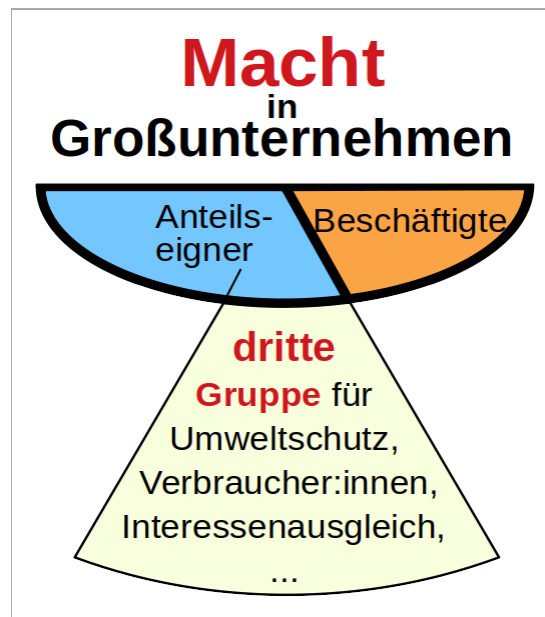 Macht
in
Großunternehmen
Anteils-
eigner
Beschäftigte
dritte
Gruppe für
Umweltschutz,
Verbraucher:innen,
Interessenausgleich,
...